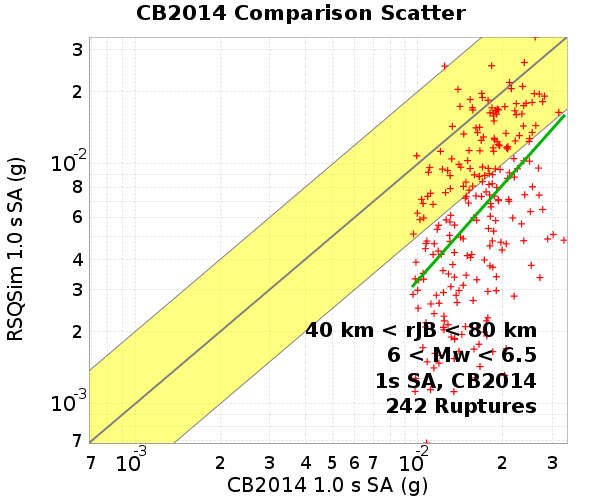 CB2014 Comparison Scatter
RSQSim 1.0 s SA (g)
3
2
10-2
8
6
4
3
2
10-3
7
40 km < rJB < 80 km
6 < Mw < 6.5
1s SA, CB2014
242 Ruptures
7 10-3 2 3 4 5 6 7 10-2 2 3
CB2014 1.0 s SA (g)